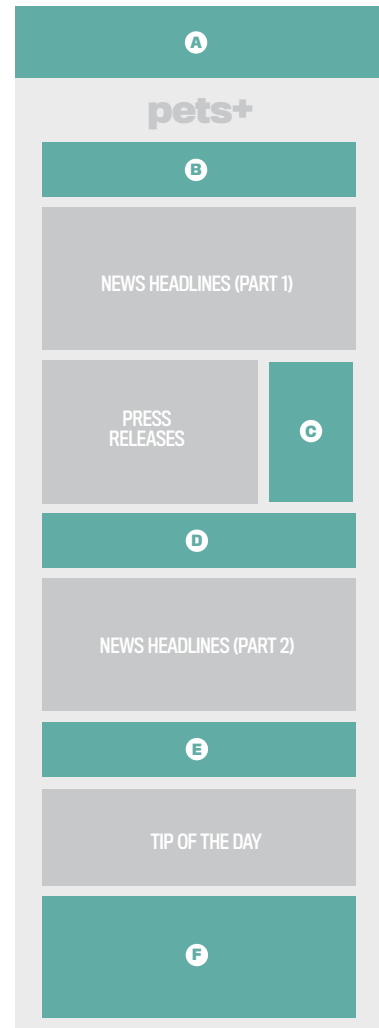 A
pets+
B
NEWS HEADLINES (PART 1)
PRESS
RELEASES
C
D
NEWS HEADLINES (PART 2)
E
TIP OF THE DAY
F